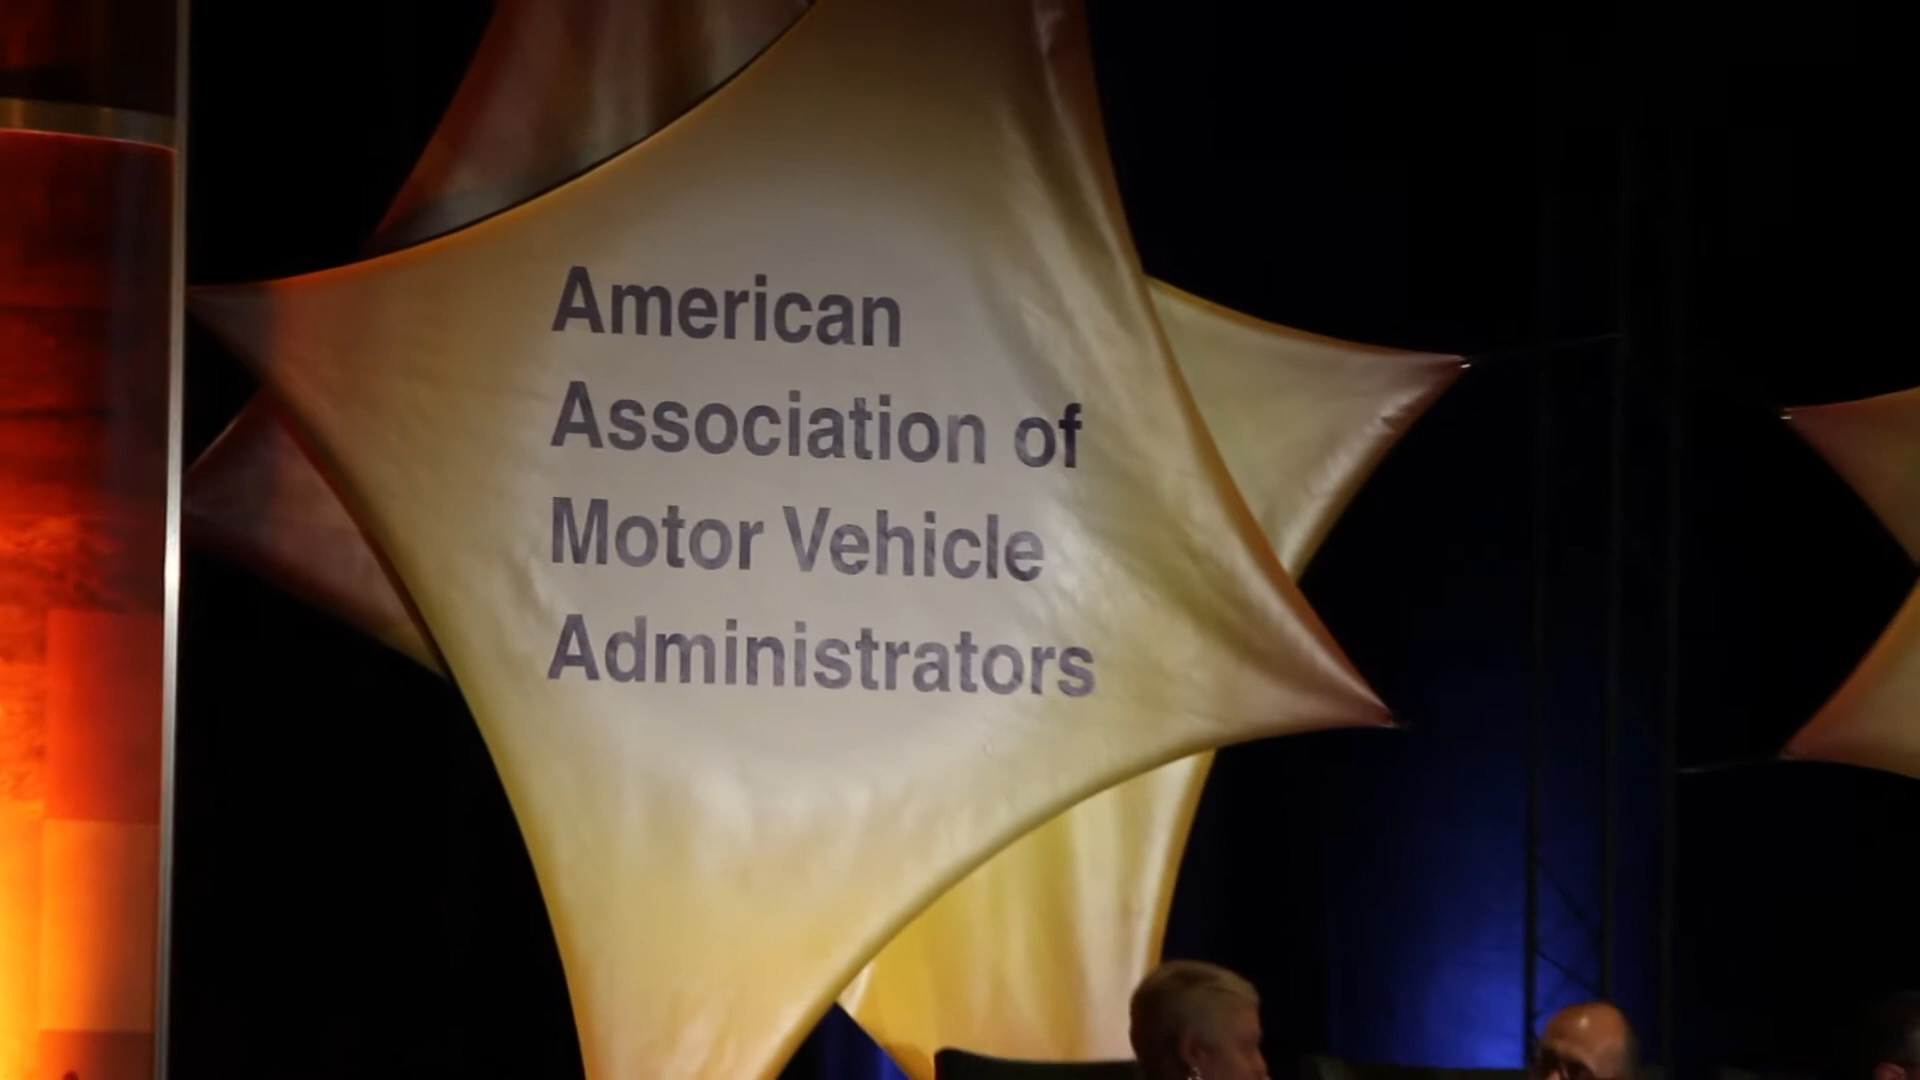 American
Association of
Motor Vehicle
Administrators